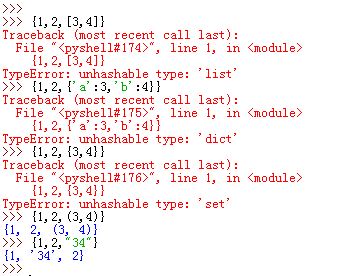 >>>
>>> {1,2,[3,4]}
Traceback (most recent call last):
  File "<pyshell#174>", line 1, in <module>
    {1,2,[3,4]}
TypeError: unhashable type: 'list'
>>> {1,2,{'a':3,'b':4}}
Traceback (most recent call last):
  File "<pyshell#175>", line 1, in <module>
    {1,2,{'a':3,'b':4}}
TypeError: unhashable type: 'dict'
>>> {1,2,{3,4}}
Traceback (most recent call last):
  File "<pyshell#176>", line 1, in <module>
    {1,2,{3,4}}
TypeError: unhashable type: 'set'
>>> {1,2,(3,4)}
{1, 2, (3, 4)}
>>> {1,2,"34"}
{1, '34', 2}
>>>